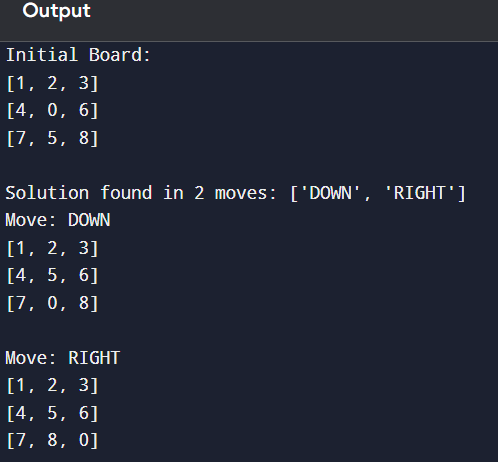 Output
Initial Board:
[1, 2, 3]
[4, 0, 6]
[7, 5, 8]
Solution found in 2 moves: ['DOWN', 'RIGHT']
Move: DOWN
[1, 2, 3]
[4, 5, 6]
[7, 0, 8]
Move: RIGHT
[1, 2, 3]
[4, 5, 6]
[7, 8, 0]